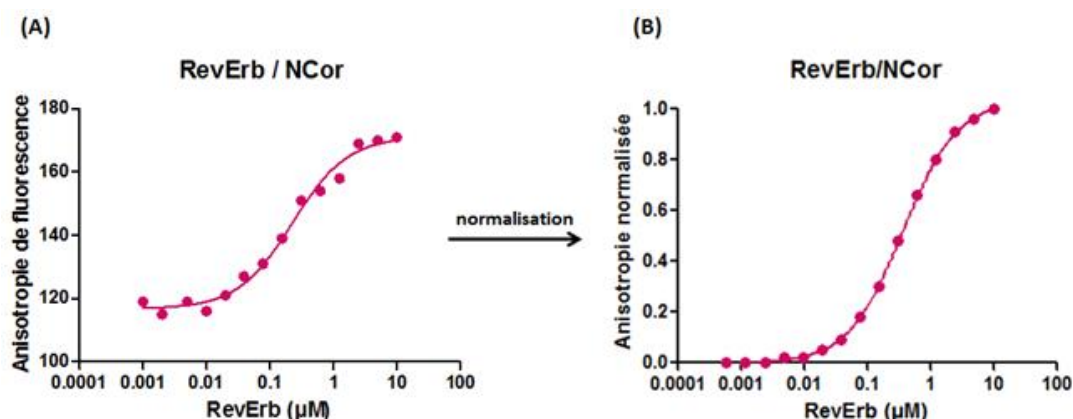 (A)
RevErb / NCor
Anisotropie de fluorescence
180
160
140
120
100
0.0001 0.001 0.01 0.1 1 10 100
RevErb (µM)
normalisation
(B)
RevErb/NCor
Anisotropie normalisée
1.0
0.8
0.6
0.4
0.2
0.0
0.0001 0.001 0.01 0.1 1 10 100
RevErb (µM)